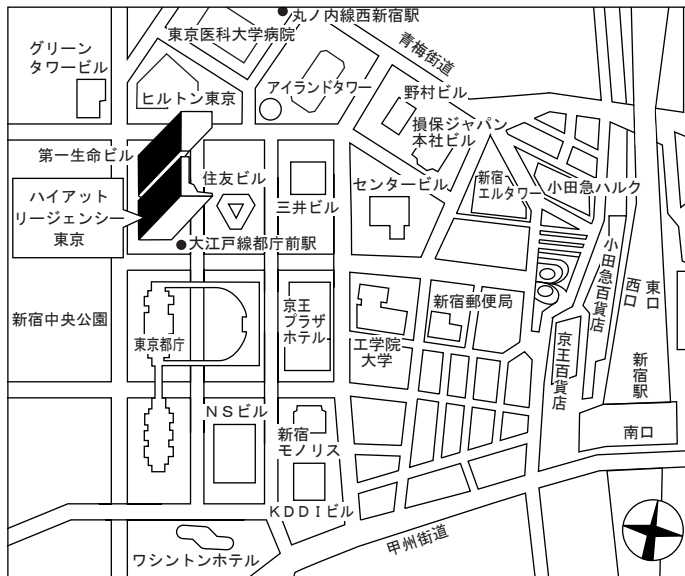 丸ノ内線西新宿駅
東京医科大学病院
青梅街道
グリーン
タワービル
アイランドタワー
ヒルトン東京
野村ビル
損保ジャパン
本社ビル
第一生命ビル
住友ビル
三井ビル
センタービル
新宿
エルタワー
小田急ハルク
ハイアット
リージェンシー
東京
大江戸線都庁前駅
小田急百貨店
東口
西口
新宿中央公園
東京都庁
京王
プラザ
ホテル
工学院
大学
新宿郵便局
京王百貨店
新宿駅
南口
NSビル
新宿
モノリス
KDDIビル
甲州街道
ワシントンホテル